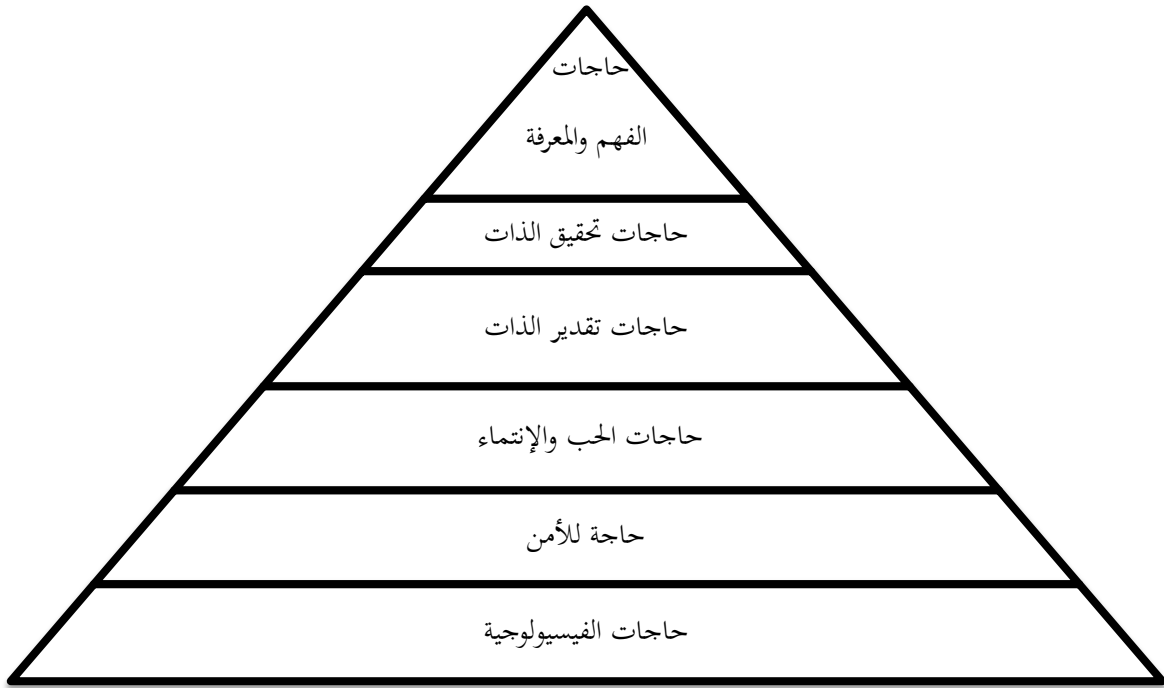 حاجات
الفهم والمعرفة
حاجات تحقيق الذات
حاجات تقدير الذات
حاجات الحب والإنتماء
حاجة للأمن
حاجات الفيسيولوجية